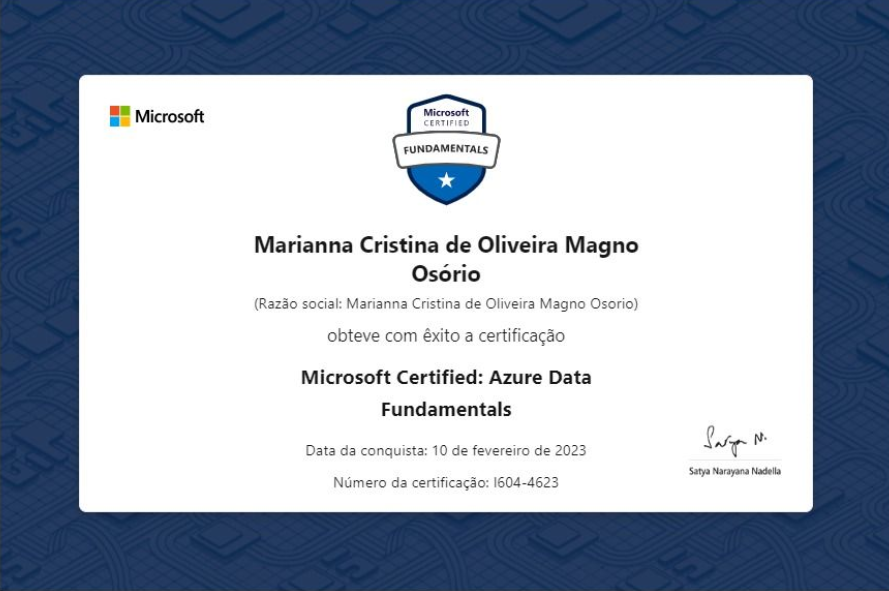 Microsoft
Microsoft
CERTIFIED
FUNDAMENTALS
Marianna Cristina de Oliveira Magno
Osório
(Razão social: Marianna Cristina de Oliveira Magno Osorio)
obteve com êxito a certificação
Microsoft Certified: Azure Data
Fundamentals
Data da conquista: 10 de fevereiro de 2023
Número da certificação: I604-4623
Satya N.
Satya Narayana Nadella